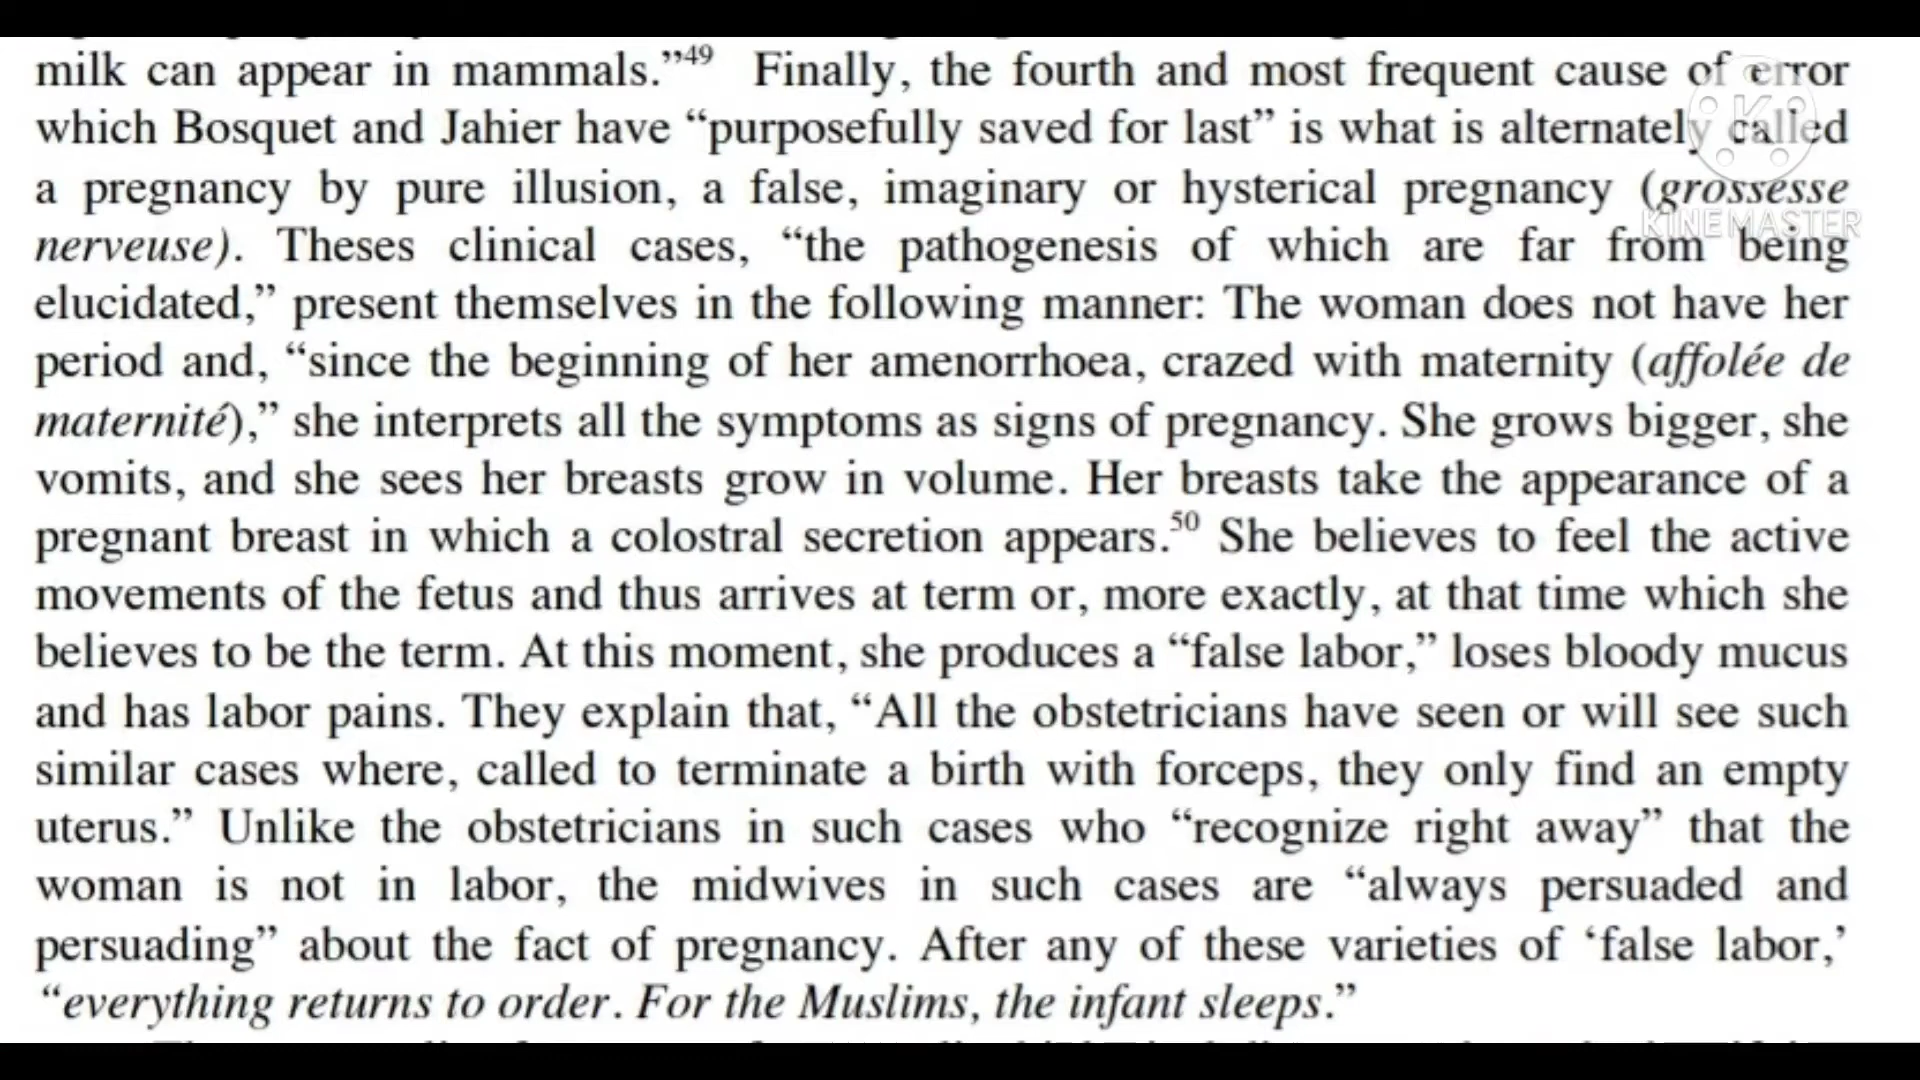 milk can appear in mammals.”49 Finally, the fourth and most frequent cause of error
which Bosquet and Jahier have “purposefully saved for last” is what is alternately called
a pregnancy by pure illusion, a false, imaginary or hysterical pregnancy (grossesse
nerveuse). Theses clinical cases, “the pathogenesis of which are far from being
elucidated,” present themselves in the following manner: The woman does not have her
period and, “since the beginning of her amenorrhoea, crazed with maternity (affolée de
maternité),” she interprets all the symptoms as signs of pregnancy. She grows bigger, she
vomits, and she sees her breasts grow in volume. Her breasts take the appearance of a
pregnant breast in which a colostral secretion appears.50 She believes to feel the active
movements of the fetus and thus arrives at term or, more exactly, at that time which she
believes to be the term. At this moment, she produces a “false labor,” loses bloody mucus
and has labor pains. They explain that, “All the obstetricians have seen or will see such
similar cases where, called to terminate a birth with forceps, they only find an empty
uterus.” Unlike the obstetricians in such cases who “recognize right away” that the
woman is not in labor, the midwives in such cases are “always persuaded and
persuading” about the fact of pregnancy. After any of these varieties of ‘false labor,’
“everything returns to order. For the Muslims, the infant sleeps.”
K
KINEMASTER